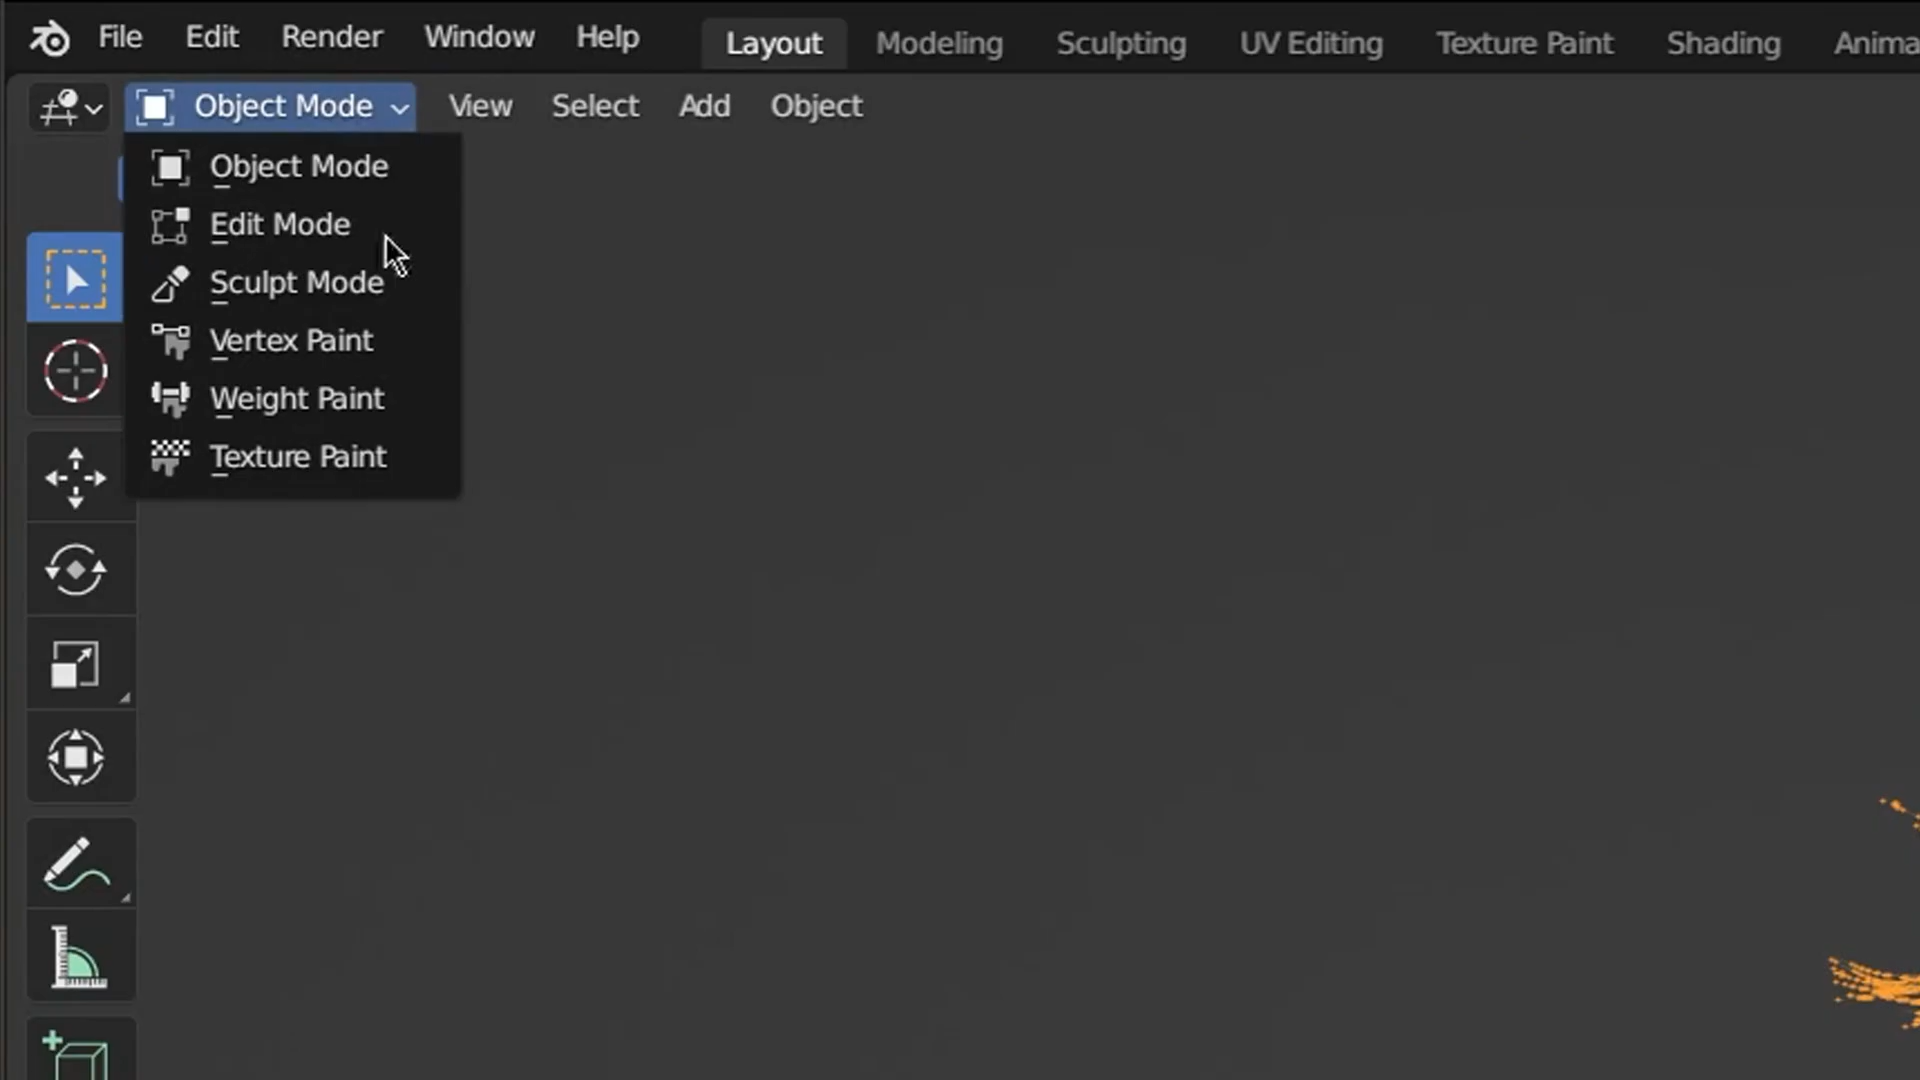 File Edit Render Window Help Layout Modeling Sculpting UV Editing Texture Paint Shading Anima
Object Mode View Select Add Object
Object Mode
Edit Mode
Sculpt Mode
Vertex Paint
Weight Paint
Texture Paint